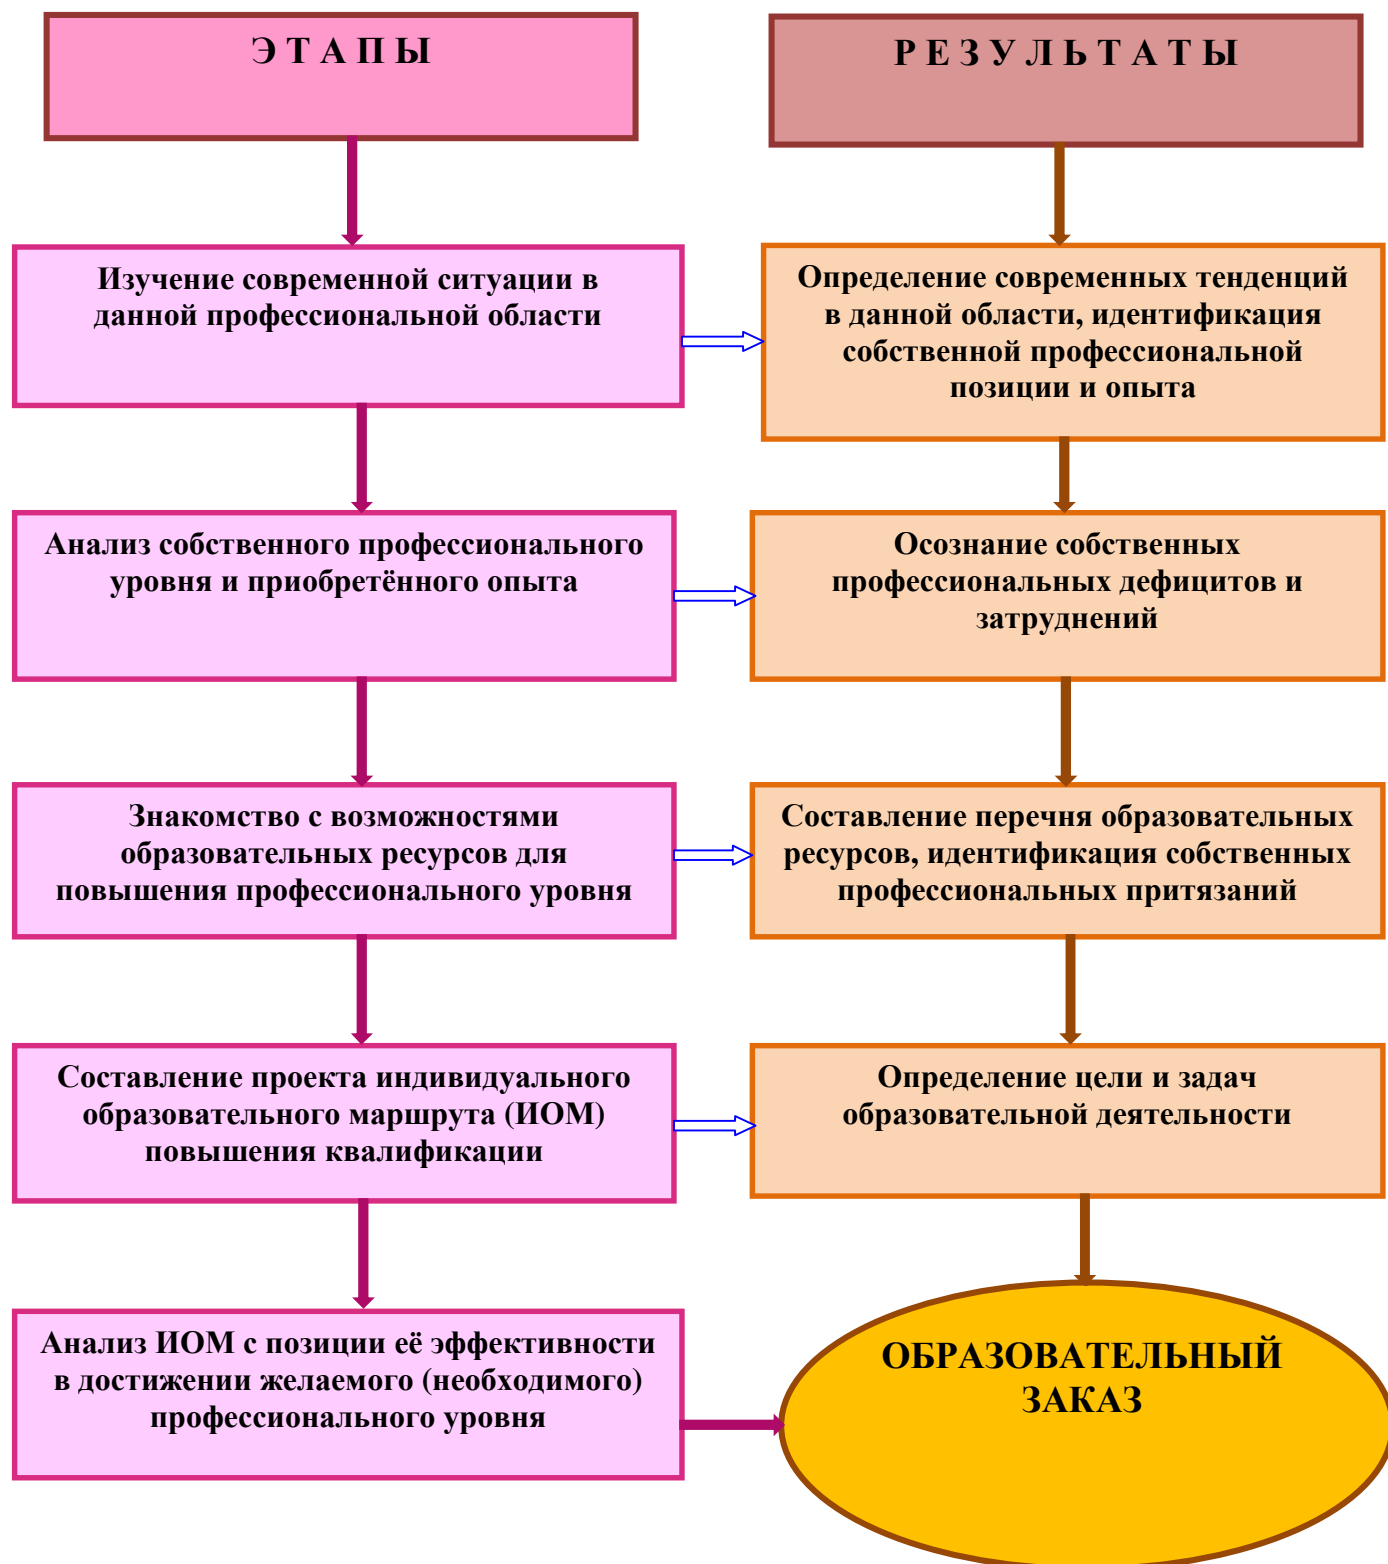 Э Т А П Ы
Р Е З У Л Ь Т А Т Ы
Изучение современной ситуации в
данной профессиональной области
Определение современных тенденций
в данной области, идентификация
собственной профессиональной
позиции и опыта
Анализ собственного профессионального
уровня и приобретённого опыта
Осознание собственных
профессиональных дефицитов и
затруднений
Знакомство с возможностями
образовательных ресурсов для
повышения профессионального уровня
Составление перечня образовательных
ресурсов, идентификация собственных
профессиональных притязаний
Составление проекта индивидуального
образовательного маршрута (ИОМ)
повышения квалификации
Определение цели и задач
образовательной деятельности
Анализ ИОМ с позиции её эффективности
в достижении желаемого (необходимого)
профессионального уровня
ОБРАЗОВАТЕЛЬНЫЙ
ЗАКАЗ